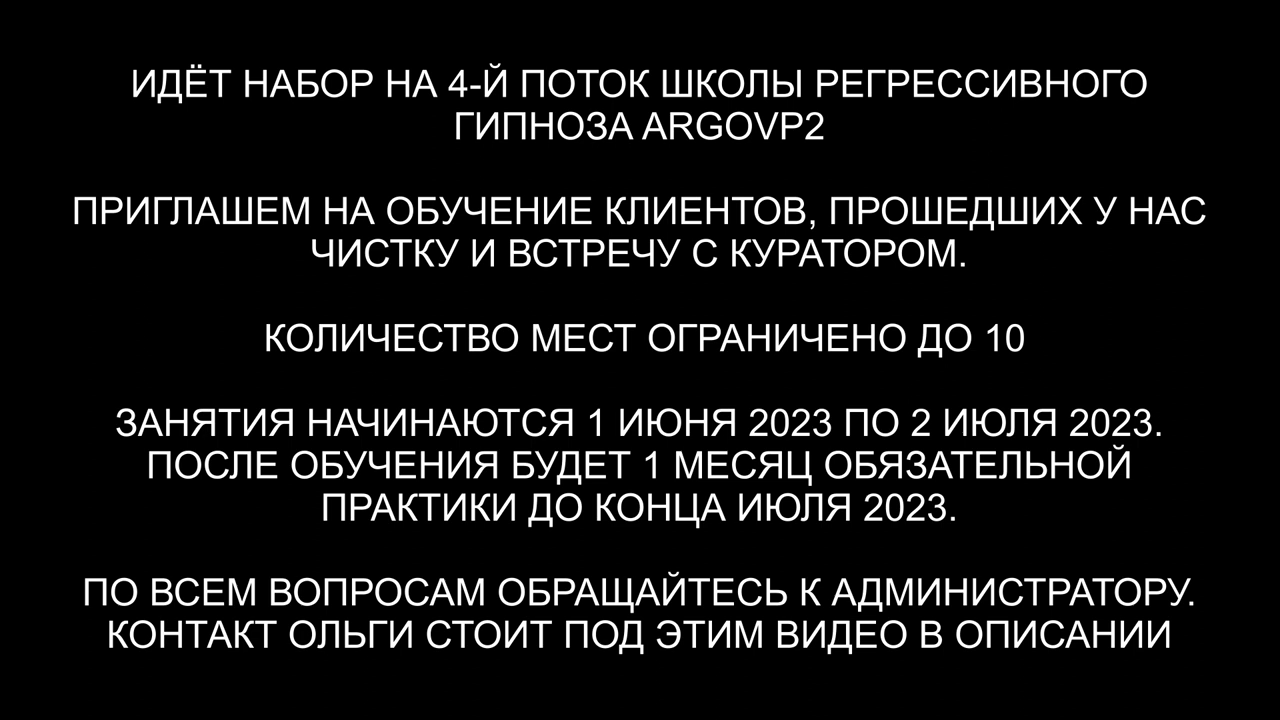 ИДЁТ НАБОР НА 4-Й ПОТОК ШКОЛЫ РЕГРЕССИВНОГО
ГИПНОЗА ARGOVP2
ПРИГЛАШЕМ НА ОБУЧЕНИЕ КЛИЕНТОВ, ПРОШЕДШИХ У НАС
ЧИСТКУ И ВСТРЕЧУ С КУРАТОРОМ.
КОЛИЧЕСТВО МЕСТ ОГРАНИЧЕНО ДО 10
ЗАНЯТИЯ НАЧИНАЮТСЯ 1 ИЮНЯ 2023 ПО 2 ИЮЛЯ 2023.
ПОСЛЕ ОБУЧЕНИЯ БУДЕТ 1 МЕСЯЦ ОБЯЗАТЕЛЬНОЙ
ПРАКТИКИ ДО КОНЦА ИЮЛЯ 2023.
ПО ВСЕМ ВОПРОСАМ ОБРАЩАЙТЕСЬ К АДМИНИСТРАТОРУ.
КОНТАКТ ОЛЬГИ СТОИТ ПОД ЭТИМ ВИДЕО В ОПИСАНИИ